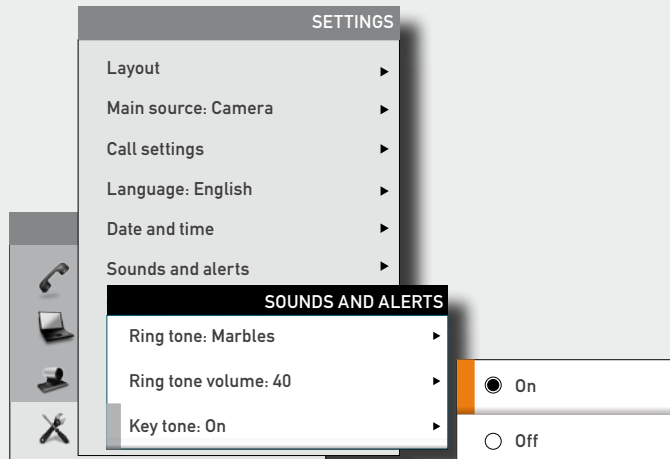 SETTINGS
Layout
Main source: Camera
Call settings
Language: English
Date and time
Sounds and alerts
SOUNDS AND ALERTS
Ring tone: Marbles
Ring tone volume: 40
Key tone: On
On
Off